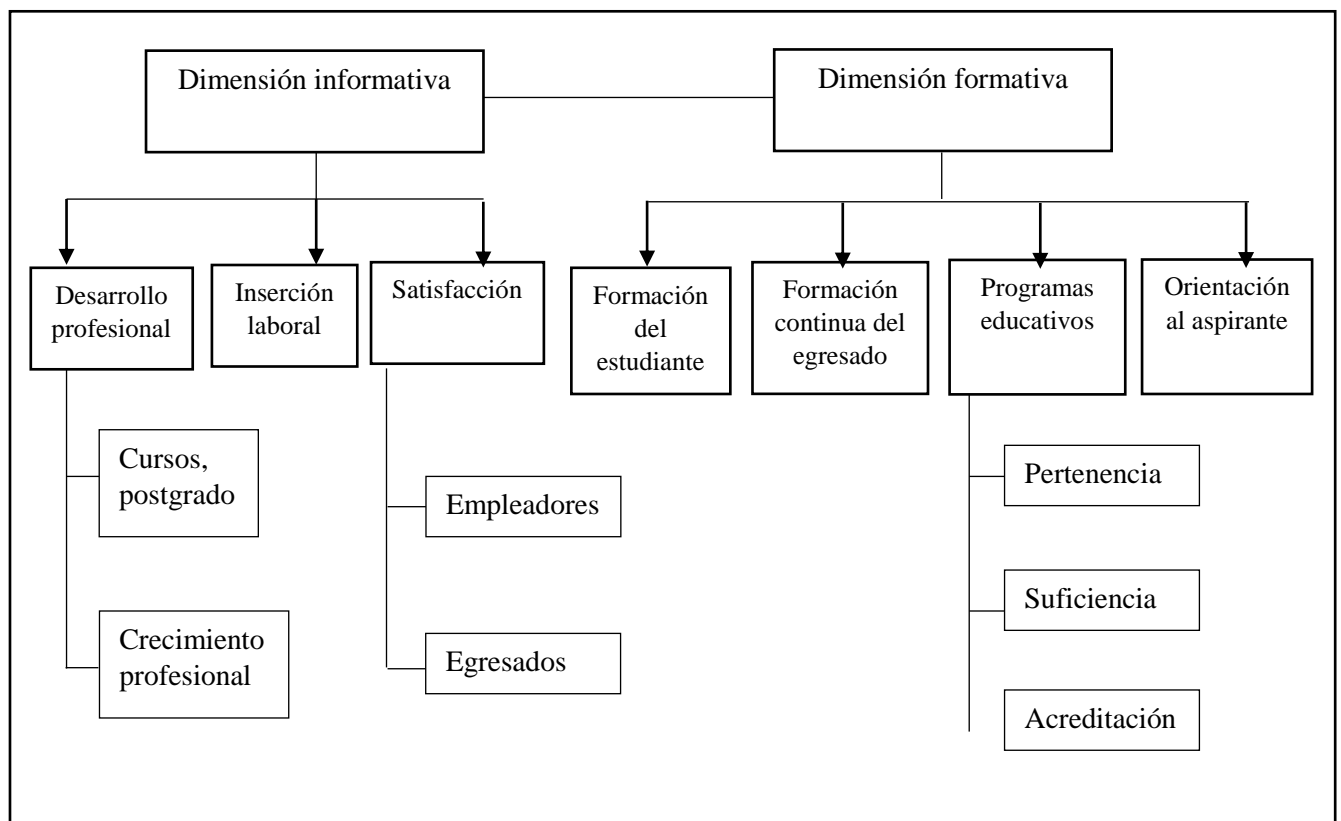 Dimensión informativa
Dimensión formativa
Desarrollo
profesional
Inserción
laboral
Satisfacción
Formación
del
estudiante
Formación
continua del
egresado
Programas
educativos
Orientación
al aspirante
Cursos,
postgrado
Crecimiento
profesional
Empleadores
Egresados
Pertenencia
Suficiencia
Acreditación